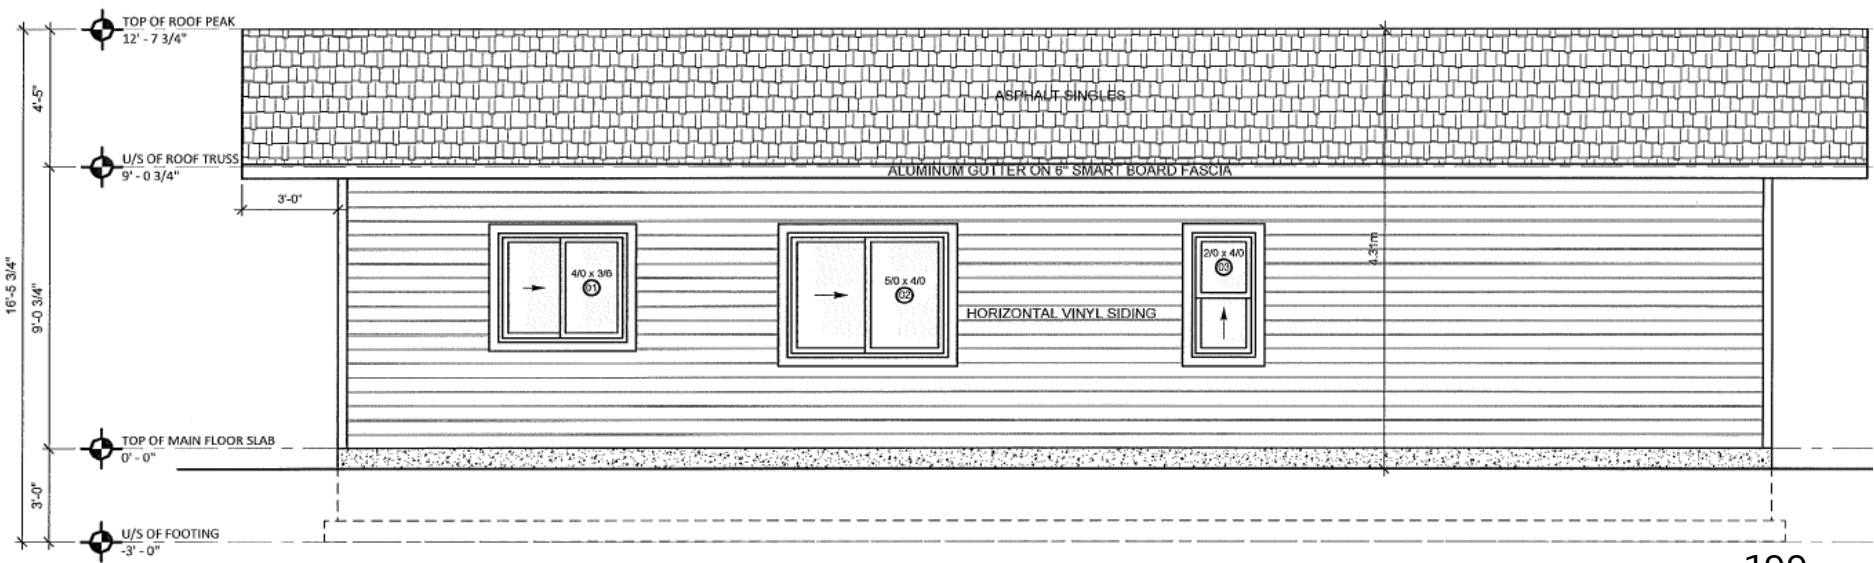 TOP OF ROOF PEAK
12' - 7 3/4"
4'-5"
ASPHALT SINGLES
U/S OF ROOF TRUSS
9' - 0 3/4"
ALUMINUM GUTTER ON 6" SMART BOARD FASCIA
3'-0"
16'-5 3/4"
9'-0 3/4"
4/0 x 3/6
01
5/0 x 4/0
02
2/0 x 4/0
03
4.31m
HORIZONTAL VINYL SIDING
TOP OF MAIN FLOOR SLAB
0' - 0"
3'-0"
U/S OF FOOTING
-3' - 0"